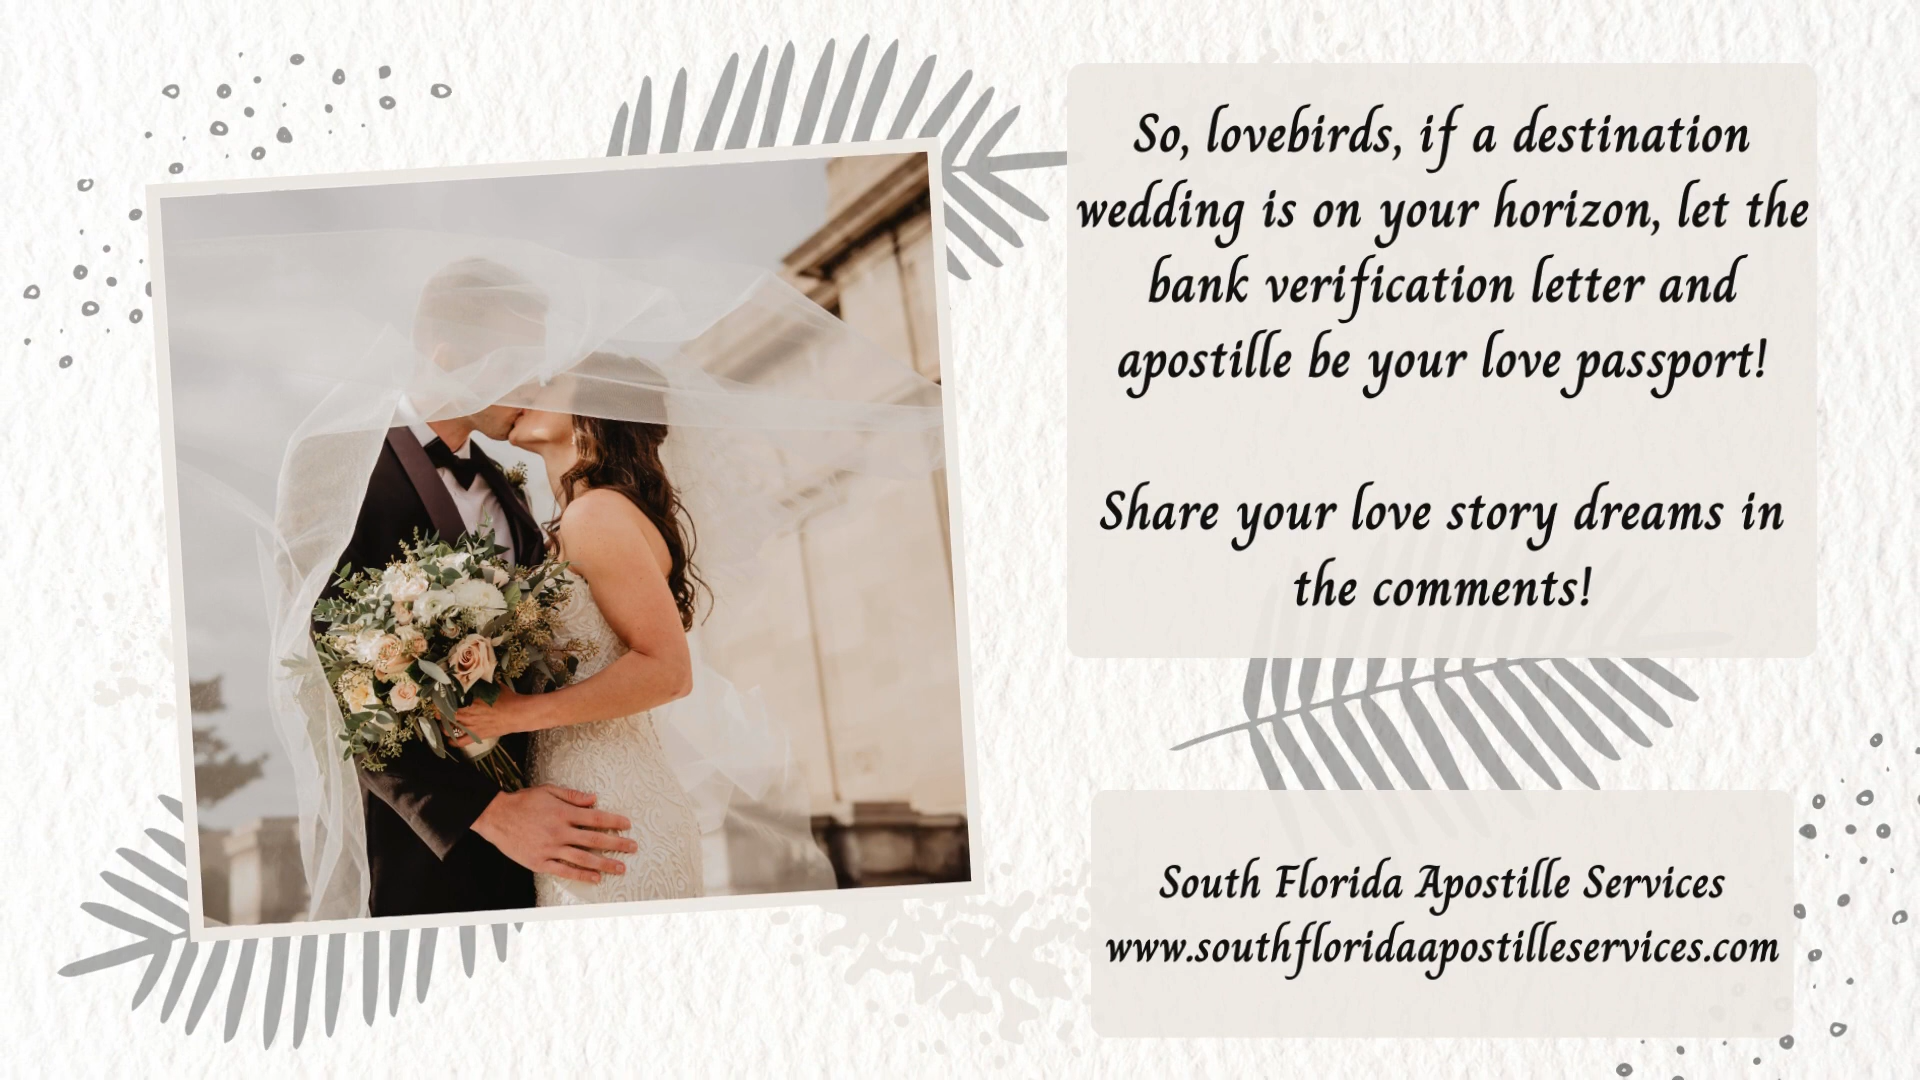 So, lovebirds, if a destination
wedding is on your horizon, let the
bank verification letter and
apostille be your love passport!
Share your love story dreams in
the comments!
South Florida Apostille Services
www.southfloridaapostilleservices.com